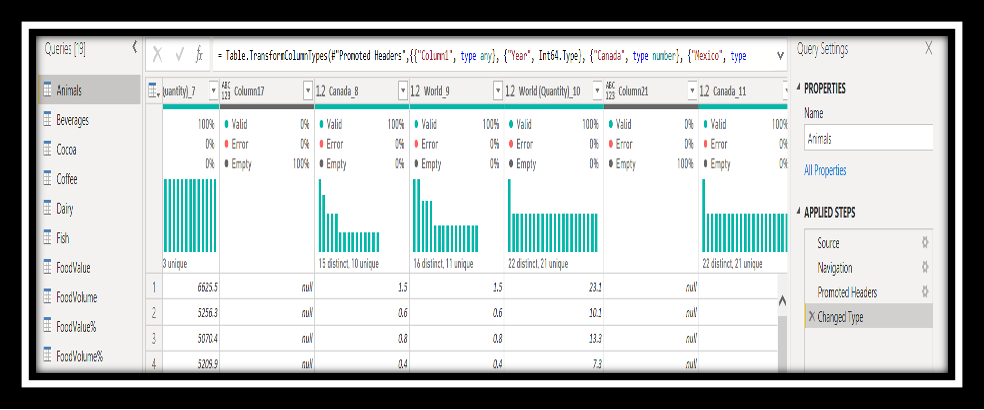 Queries [19]
= Table.TransformColumnTypes(#"Promoted Headers",{{"Column1", type any}, {"Year", Int64.Type}, {"Canada", type number}, {"Mexico", type
Query Settings
Animals
Beverages
Cocoa
Coffee
Dairy
Fish
FoodValue
FoodVolume
FoodValue%
FoodVolume%
(uantity)_7 ABC 123 Column17 1.2 Canada_8 1.2 World_9 1.2 World (Quantity)_10 ABC 123 Column21 1.2 Canada_11
100% Valid 0% Valid 100% Valid 100% Valid 100% Valid 0% Valid 100%
0% Error 0% Error 0% Error 0% Error 0% Error 0% Error 0%
0% Empty 100% Empty 0% Empty 0% Empty 0% Empty 100% Empty 0%
3 unique 15 distinct, 10 unique 16 distinct, 11 unique 22 distinct, 21 unique 22 distinct, 21 unique
1 6625.5 null 1.5 1.5 23.1 null
2 5256.3 null 0.6 0.6 10.1 null
3 5070.4 null 0.8 0.8 13.3 null
4 5209.9 null 0.4 0.4 7.3 null
PROPERTIES
Name
Animals
All Properties
APPLIED STEPS
Source
Navigation
Promoted Headers
Changed Type